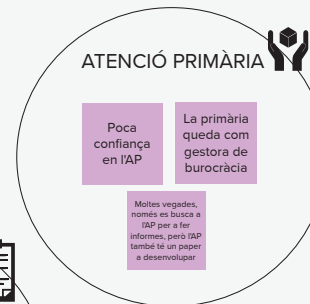 ATENCIÓ PRIMÀRIA
Poca
confiança
en l'AP
La primària
queda com
gestora de
burocràcia
Moltes vegades,
només es busca a
l'AP per a fer
informes, però l'AP
també té un paper
a desenvolupar